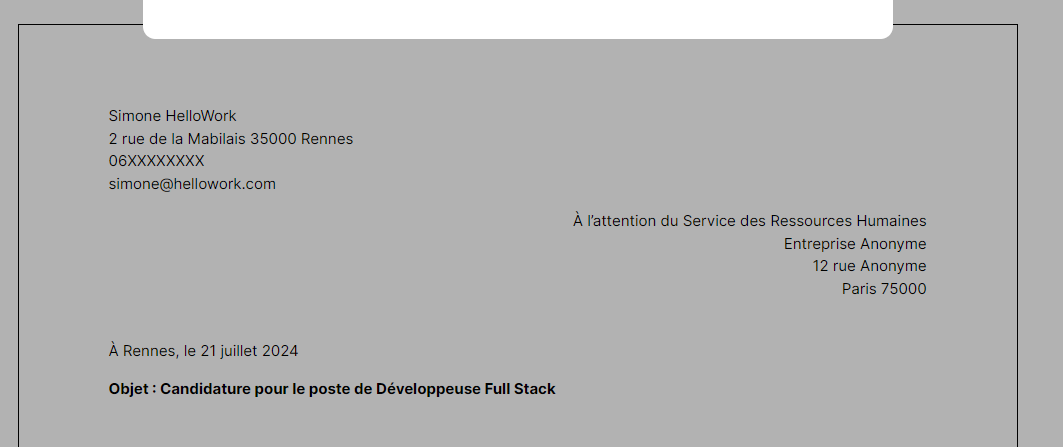 Simone HelloWork
2 rue de la Mabilais 35000 Rennes
06XXXXXXXX
simone@hellowork.com
À l’attention du Service des Ressources Humaines
Entreprise Anonyme
12 rue Anonyme
Paris 75000
À Rennes, le 21 juillet 2024
Objet : Candidature pour le poste de Développeuse Full Stack